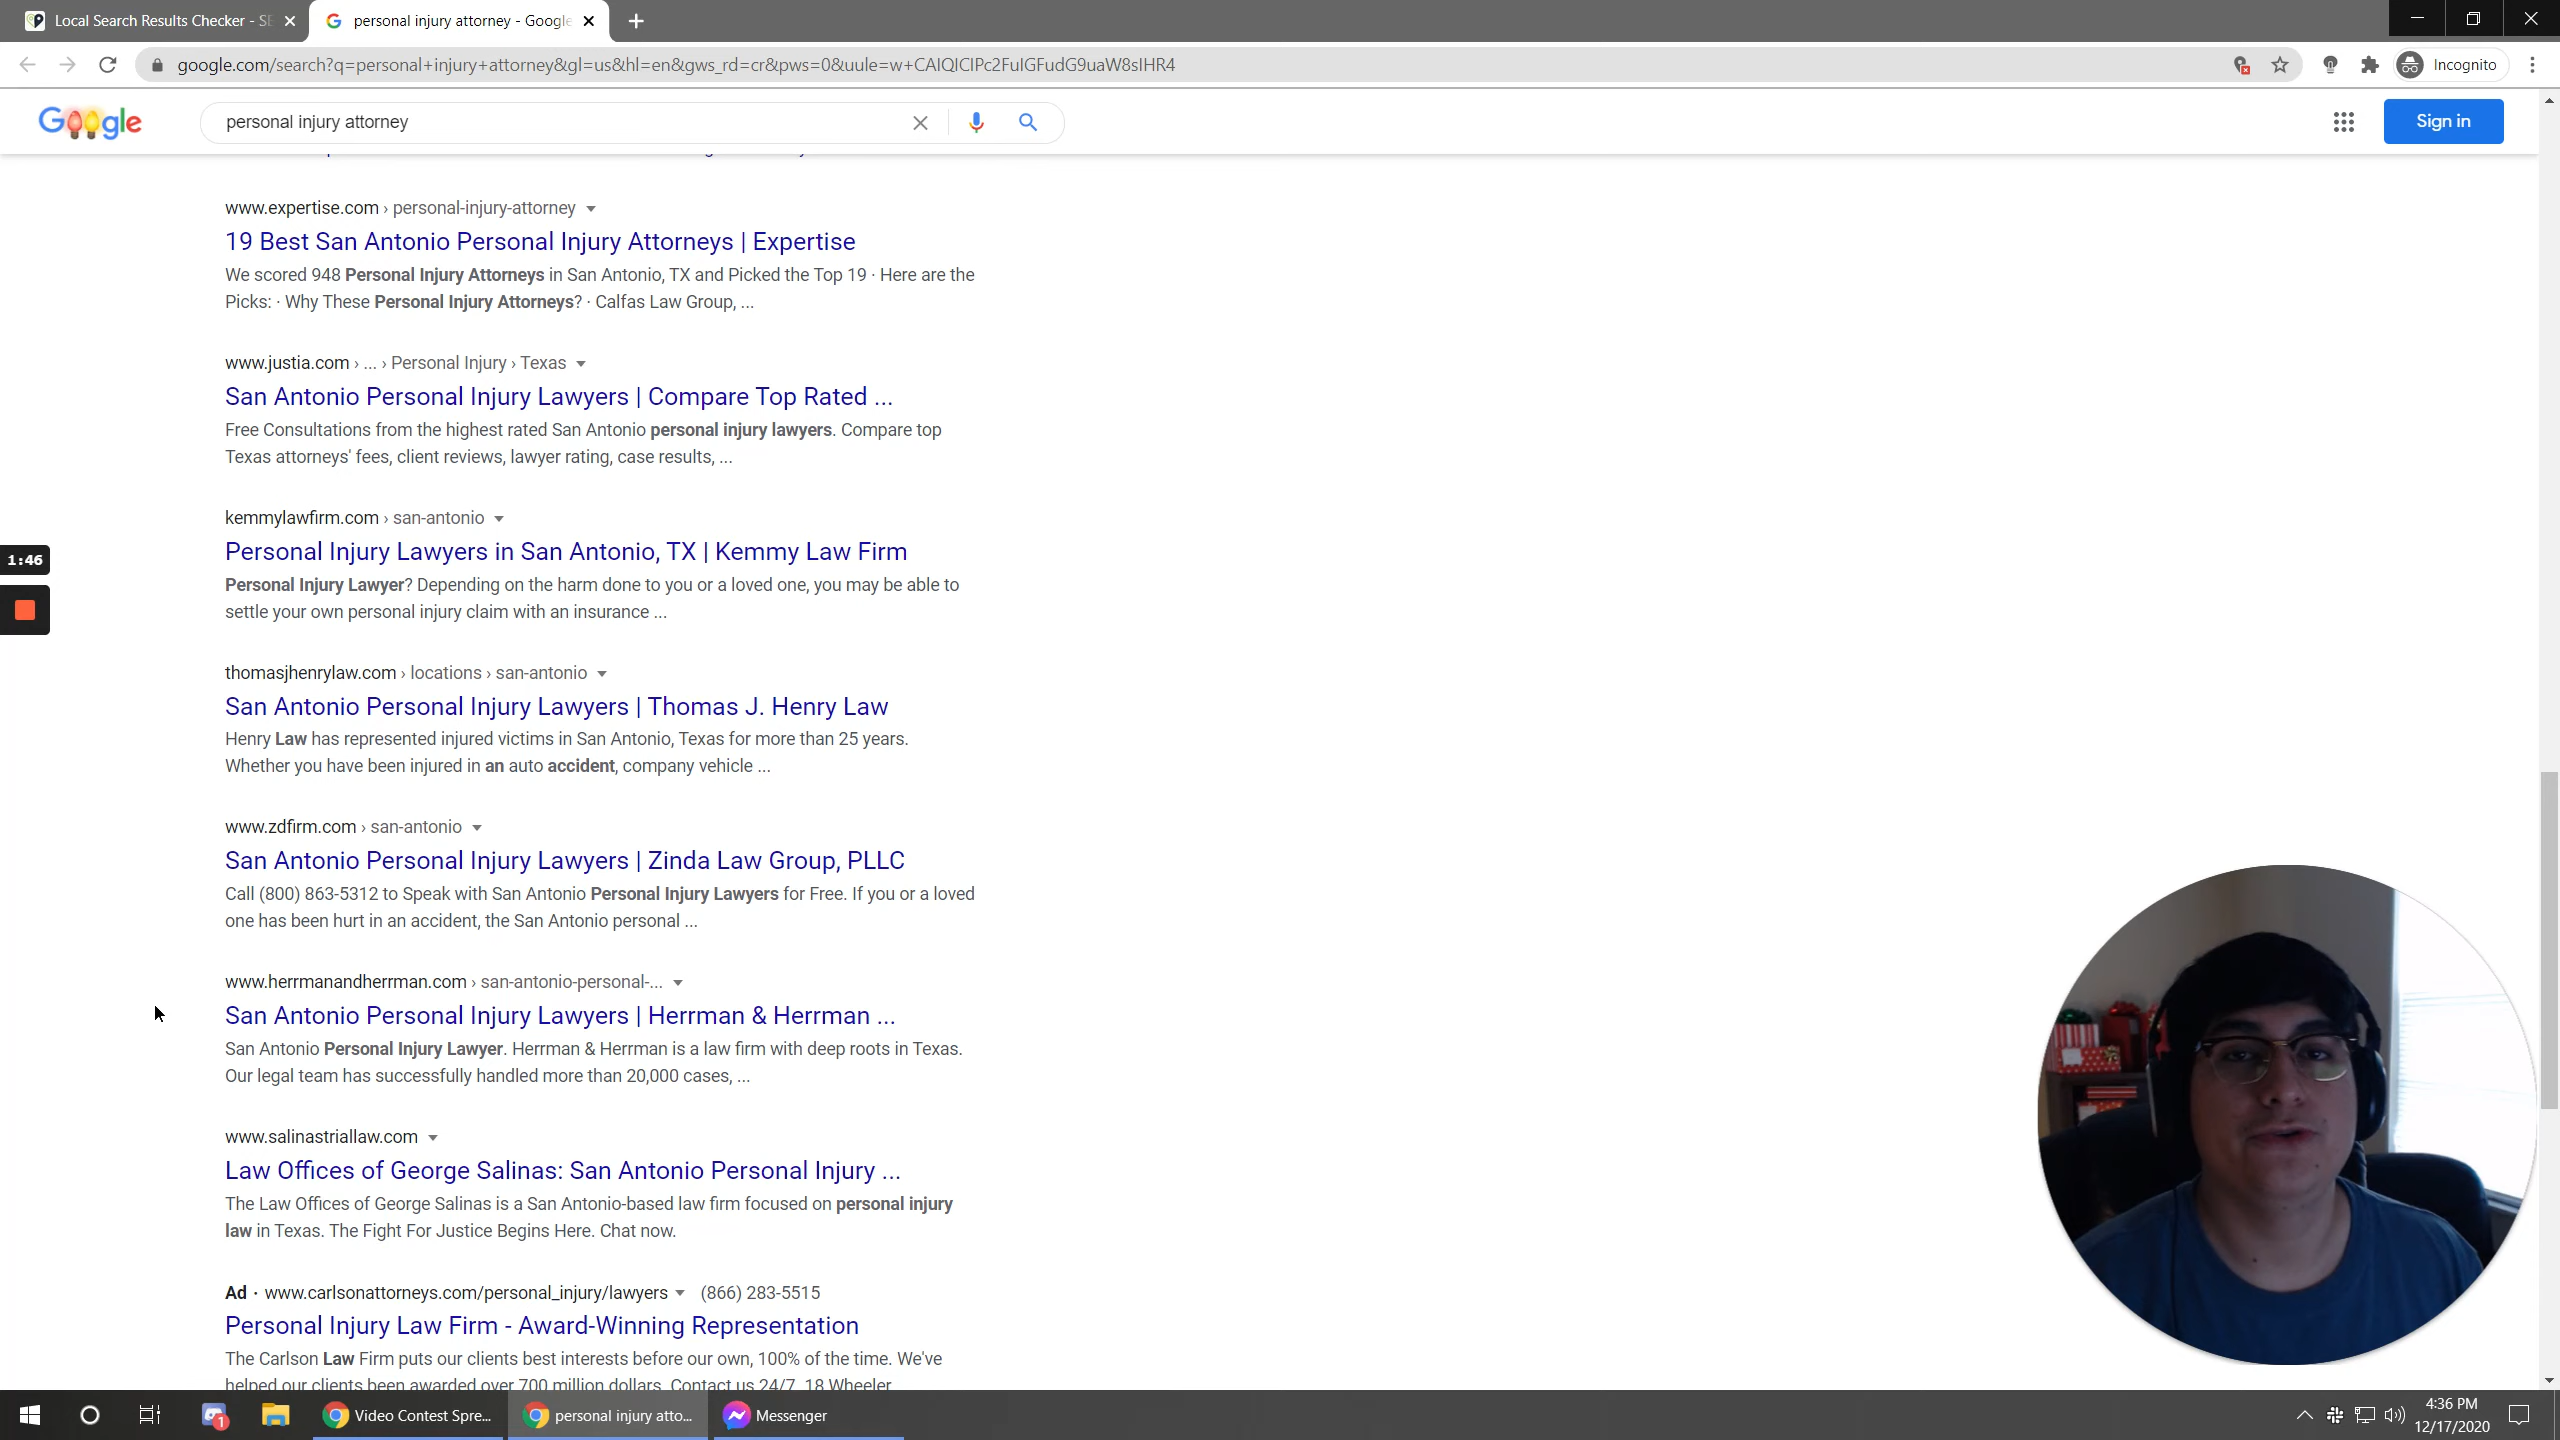 Local Search Results Checker - SE
personal injury attorney - Google
google.com/search?q=personal+injury+attorney&gl=us&hl=en&gws_rd=cr&pws=0&uule=w+CAIQICIPc2FuIGFudG9uaW8sIHR4
Incognito
Google
personal injury attorney
Sign in
www.expertise.com › personal-injury-attorney
19 Best San Antonio Personal Injury Attorneys | Expertise
We scored 948 Personal Injury Attorneys in San Antonio, TX and Picked the Top 19 · Here are the
Picks: · Why These Personal Injury Attorneys? · Calfas Law Group, ...
www.justia.com › ... › Personal Injury › Texas
San Antonio Personal Injury Lawyers | Compare Top Rated ...
Free Consultations from the highest rated San Antonio personal injury lawyers. Compare top
Texas attorneys' fees, client reviews, lawyer rating, case results, ...
kemmylawfirm.com › san-antonio
1:46
Personal Injury Lawyers in San Antonio, TX | Kemmy Law Firm
Personal Injury Lawyer? Depending on the harm done to you or a loved one, you may be able to
settle your own personal injury claim with an insurance ...
thomasjhenrylaw.com › locations › san-antonio
San Antonio Personal Injury Lawyers | Thomas J. Henry Law
Henry Law has represented injured victims in San Antonio, Texas for more than 25 years.
Whether you have been injured in an auto accident, company vehicle ...
www.zdfirm.com › san-antonio
San Antonio Personal Injury Lawyers | Zinda Law Group, PLLC
Call (800) 863-5312 to Speak with San Antonio Personal Injury Lawyers for Free. If you or a loved
one has been hurt in an accident, the San Antonio personal ...
www.herrmanandherrman.com › san-antonio-personal-...
San Antonio Personal Injury Lawyers | Herrman & Herrman ...
San Antonio Personal Injury Lawyer. Herrman & Herrman is a law firm with deep roots in Texas.
Our legal team has successfully handled more than 20,000 cases, ...
www.salinastriallaw.com
Law Offices of George Salinas: San Antonio Personal Injury ...
The Law Offices of George Salinas is a San Antonio-based law firm focused on personal injury
law in Texas. The Fight For Justice Begins Here. Chat now.
Ad · www.carlsonattorneys.com/personal_injury/lawyers (866) 283-5515
Personal Injury Law Firm - Award-Winning Representation
The Carlson Law Firm puts our clients best interests before our own, 100% of the time. We've
helped our clients been awarded over 700 million dollars. Contact us 24/7. 18 Wheeler
1
Video Contest Spre...
personal injury atto...
Messenger
4:36 PM
12/17/2020